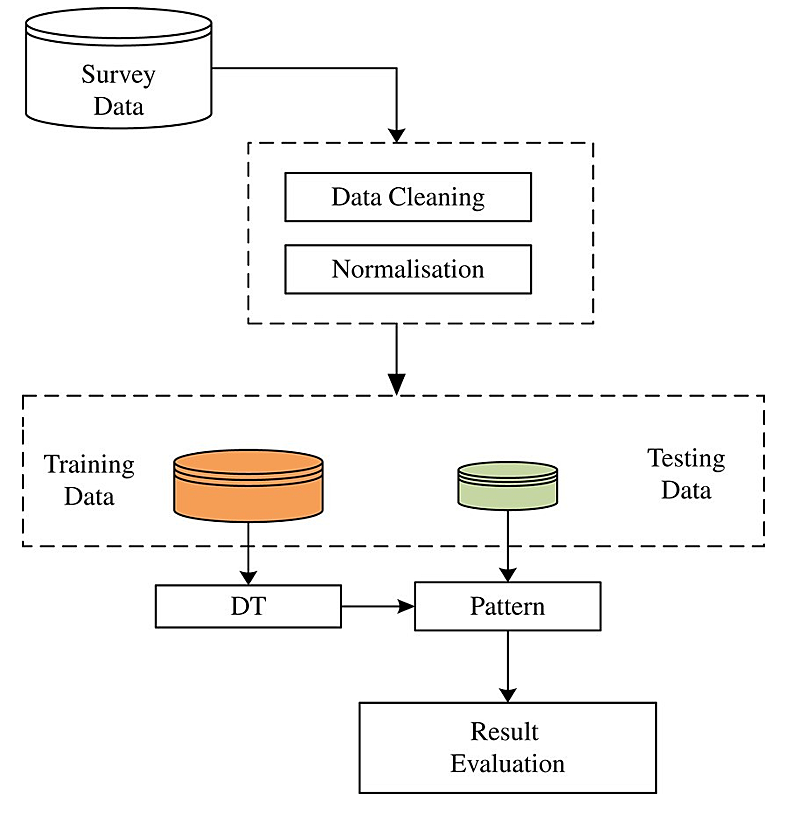 Survey
Data
Data Cleaning
Normalisation
Training
Data
Testing
Data
DT
Pattern
Result
Evaluation